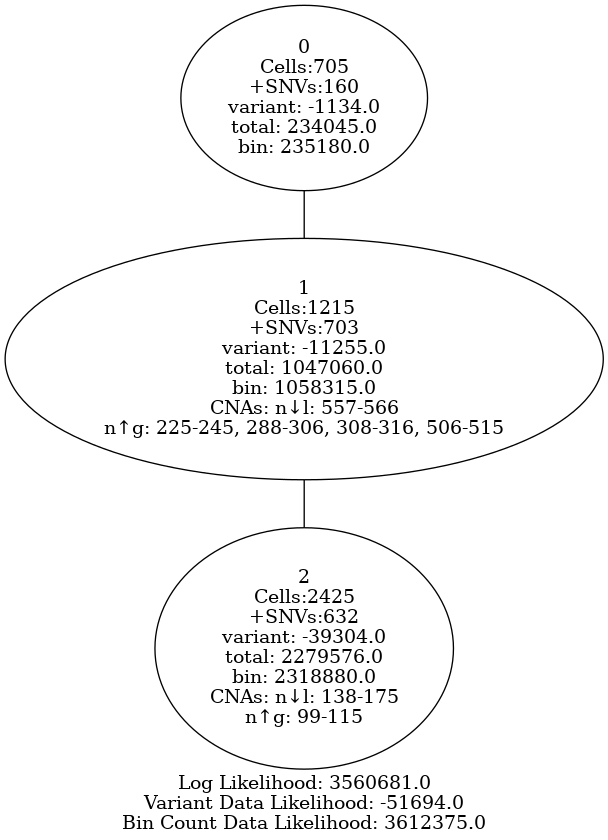 0
Cells:705
+SNVs:160
variant: -1134.0
total: 234045.0
bin: 235180.0
1
Cells:1215
+SNVs:703
variant: -11255.0
total: 1047060.0
bin: 1058315.0
CNAs: n↓l: 557-566
n↑g: 225-245, 288-306, 308-316, 506-515
2
Cells:2425
+SNVs:632
variant: -39304.0
total: 2279576.0
bin: 2318880.0
CNAs: n↓l: 138-175
n↑g: 99-115
Log Likelihood: 3560681.0
Variant Data Likelihood: -51694.0
Bin Count Data Likelihood: 3612375.0